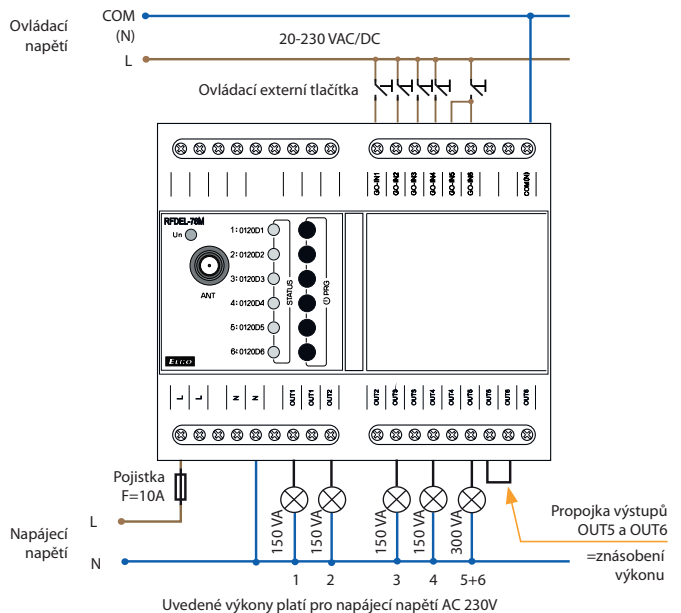 Ovládací
napětí
COM
(N)
L
20-230 VAC/DC
Ovládací externí tlačítka
GO-IN1
GO-IN2
GO-IN3
GO-IN4
GO-IN5
GO-IN6
COM(N)
RFDEL-76M
Un
ANT
1: 0120D1
2: 0120D2
3: 0120D3
4: 0120D4
5: 0120D5
6: 0120D6
STATUS
PRG
L
L
N
N
OUT1
OUT1
OUT2
OUT2
OUT3
OUT3
OUT4
OUT4
OUT5
OUT5
OUT6
OUT6
Pojistka
F=10A
Napájecí
napětí
L
N
150 VA
150 VA
150 VA
150 VA
300 VA
1
2
3
4
5+6
Propojka výstupů
OUT5 a OUT6
=znásobení
výkonu
Uvedené výkony platí pro napájecí napětí AC 230V